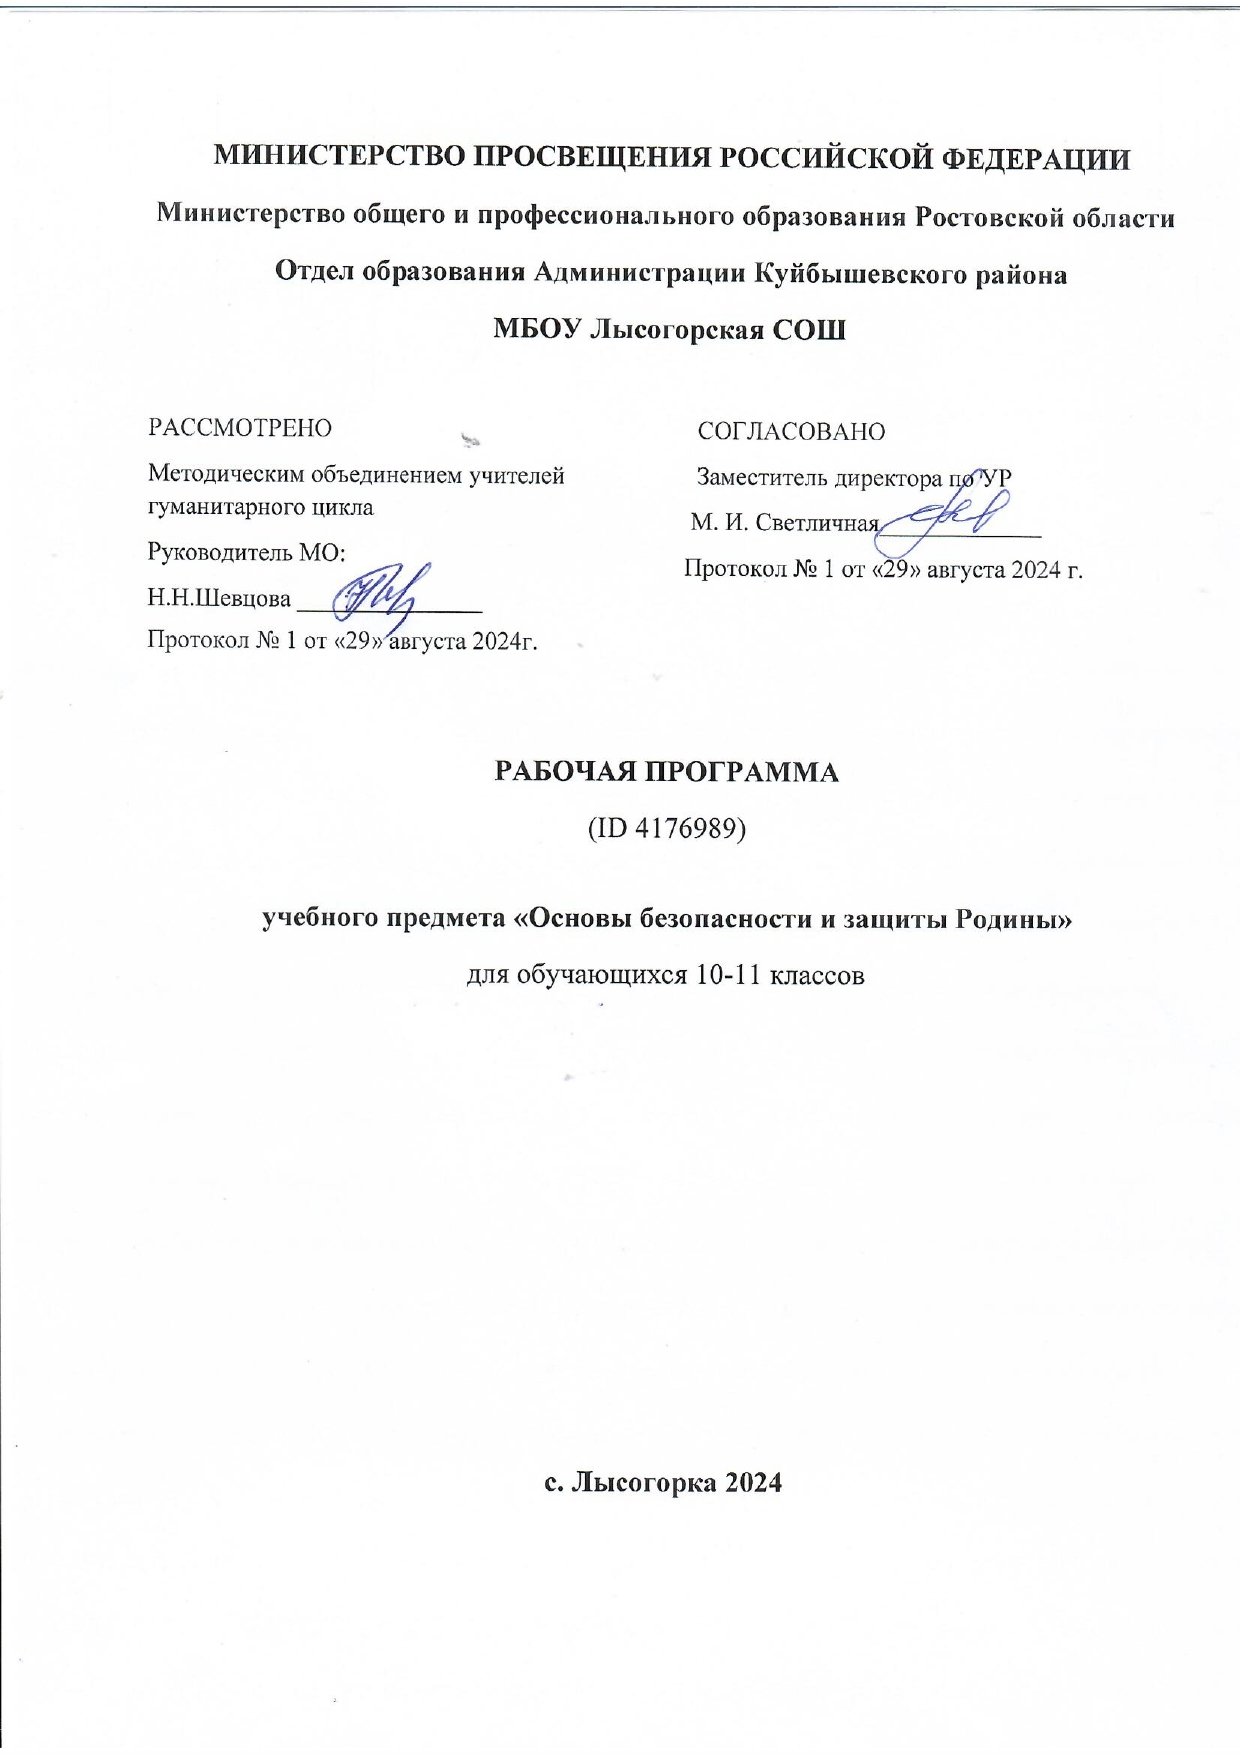 МИНИСТЕРСТВО ПРОСВЕЩЕНИЯ РОССИЙСКОЙ ФЕДЕРАЦИИ
Министерство общего и профессионального образования Ростовской области
Отдел образования Администрации Куйбышевского района
МБОУ Лысогорская СОШ
РАССМОТРЕНО
Методическим объединением учителей
гуманитарного цикла
Руководитель МО:
Н.Н.Шевцова
Протокол № 1 от «29» августа 2024г.
СОГЛАСОВАНО
Заместитель директора по УР
М. И. Светличная
Протокол № 1 от «29» августа 2024 г.
РАБОЧАЯ ПРОГРАММА
(ID 4176989)
учебного предмета «Основы безопасности и защиты Родины»
для обучающихся 10-11 классов
с. Лысогорка 2024